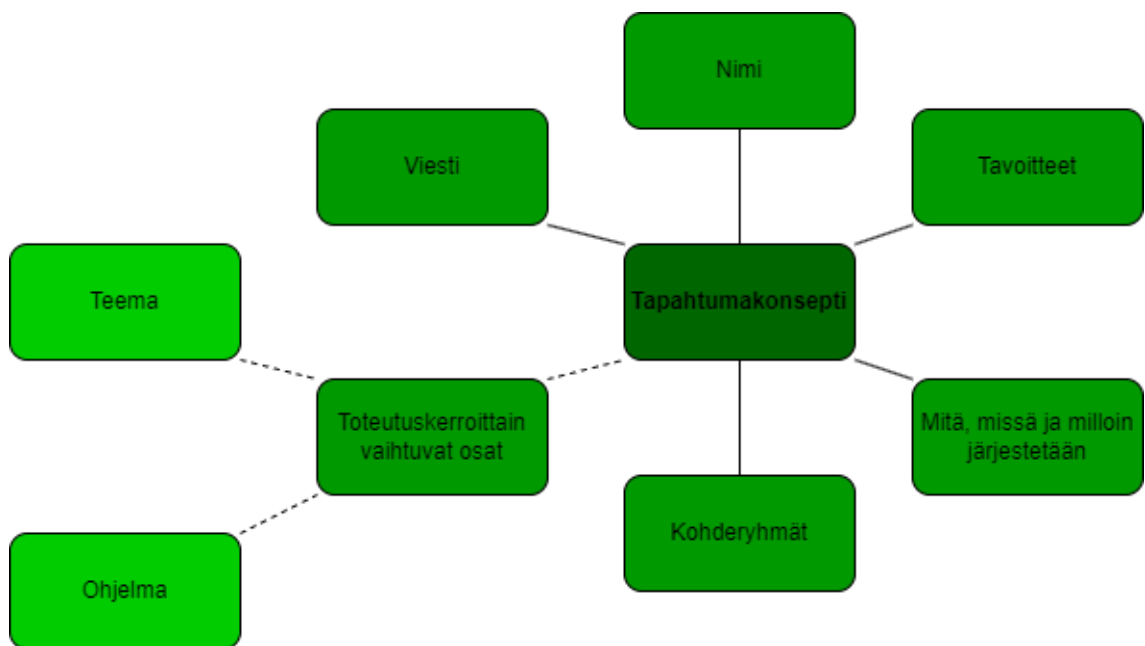 Nimi
Viesti
Tavoitteet
Teema
Tapahtumakonsepti
Toteutuskerroittain
vaihtuvat osat
Mitä, missä ja milloin
järjestetään
Kohderyhmät
Ohjelma